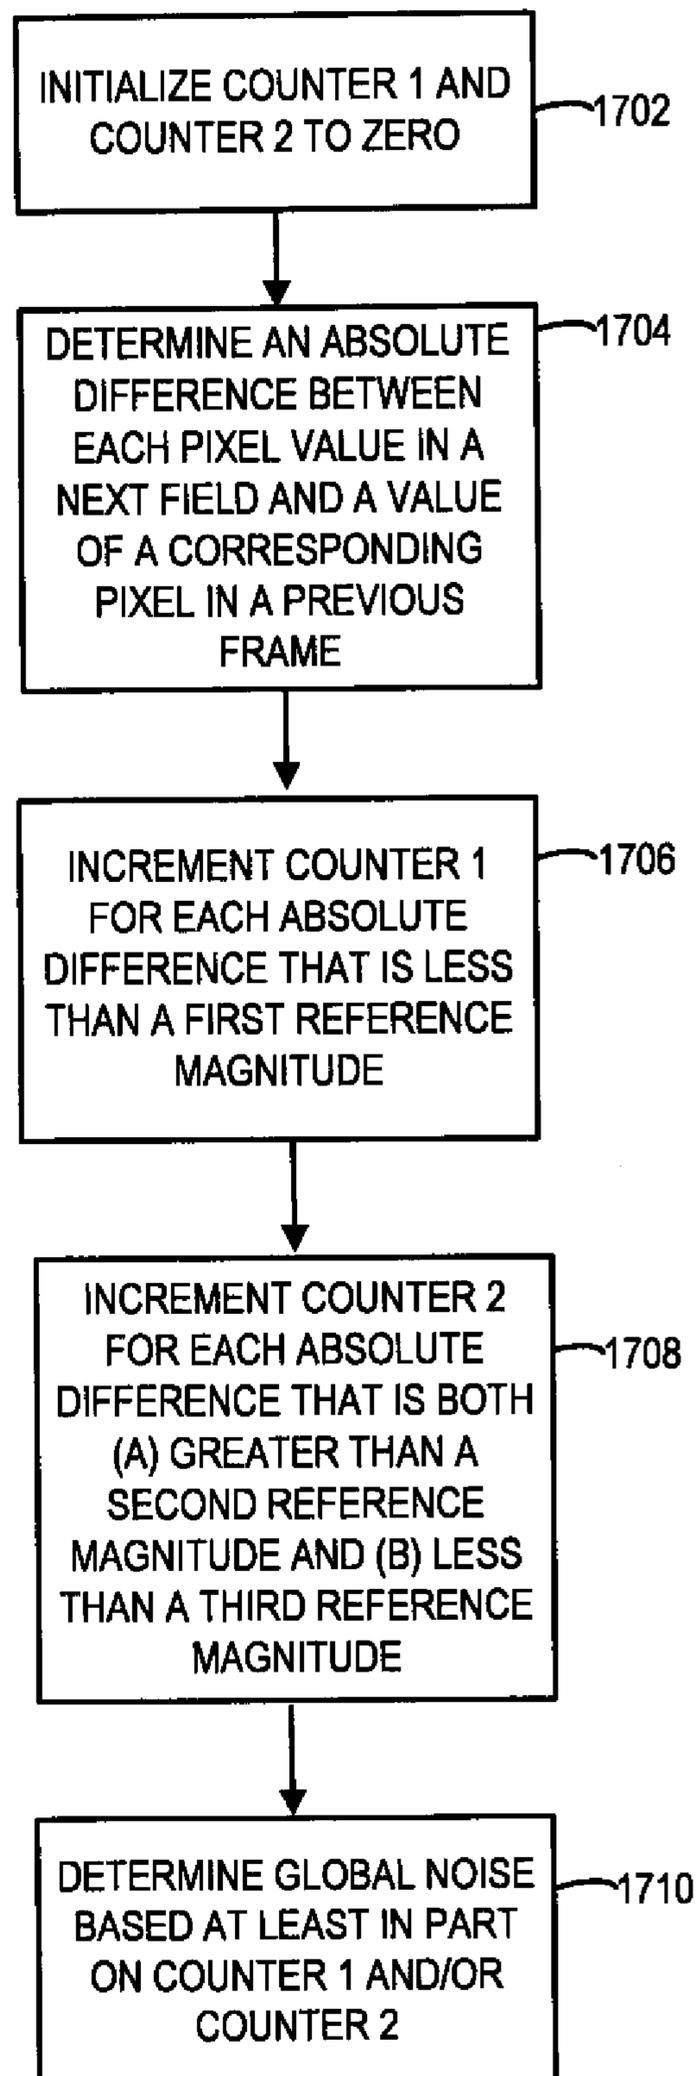 INITIALIZE COUNTER 1 AND
COUNTER 2 TO ZERO
1702
DETERMINE AN ABSOLUTE
DIFFERENCE BETWEEN
EACH PIXEL VALUE IN A
NEXT FIELD AND A VALUE
OF A CORRESPONDING
PIXEL IN A PREVIOUS
FRAME
1704
INCREMENT COUNTER 1
FOR EACH ABSOLUTE
DIFFERENCE THAT IS LESS
THAN A FIRST REFERENCE
MAGNITUDE
1706
INCREMENT COUNTER 2
FOR EACH ABSOLUTE
DIFFERENCE THAT IS BOTH
(A) GREATER THAN A
SECOND REFERENCE
MAGNITUDE AND (B) LESS
THAN A THIRD REFERENCE
MAGNITUDE
1708
DETERMINE GLOBAL NOISE
BASED AT LEAST IN PART
ON COUNTER 1 AND/OR
COUNTER 2
1710